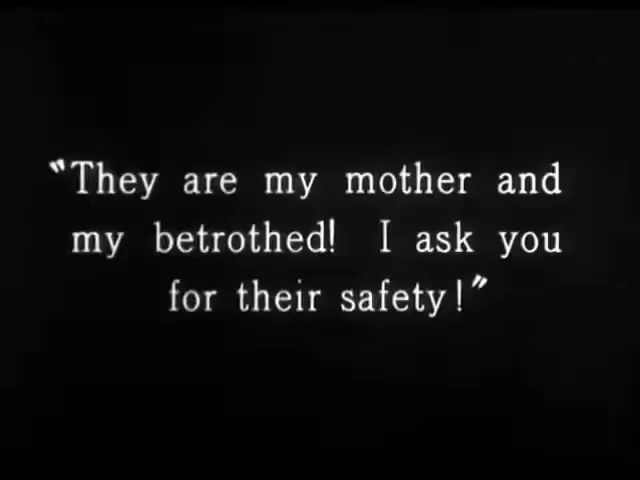 "They are my mother and
my betrothed! I ask you
for their safety!"